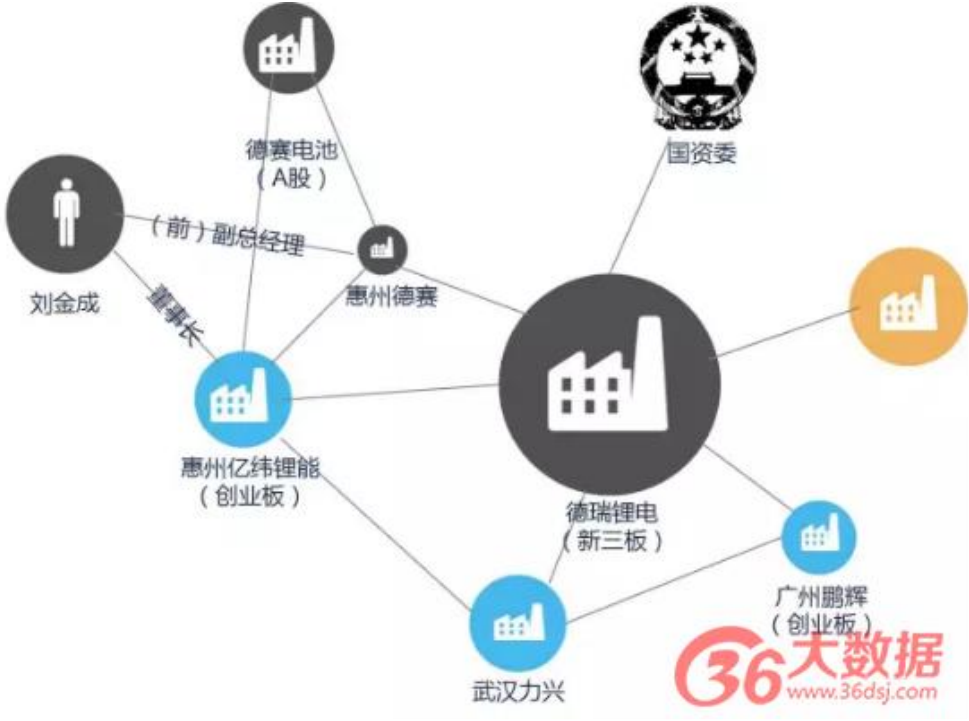 德赛电池
（A股）
国资委
（前）副总经理
刘金成
董事长
惠州德赛
惠州亿纬锂能
（创业板）
德瑞锂电
（新三板）
广州鹏辉
（创业板）
武汉力兴
36大数据
www.36dsj.com